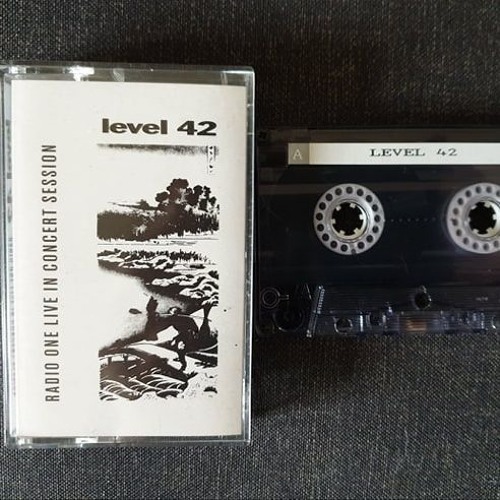 level 42
RADIO ONE LIVE IN CONCERT SESSION
A
LEVEL 42